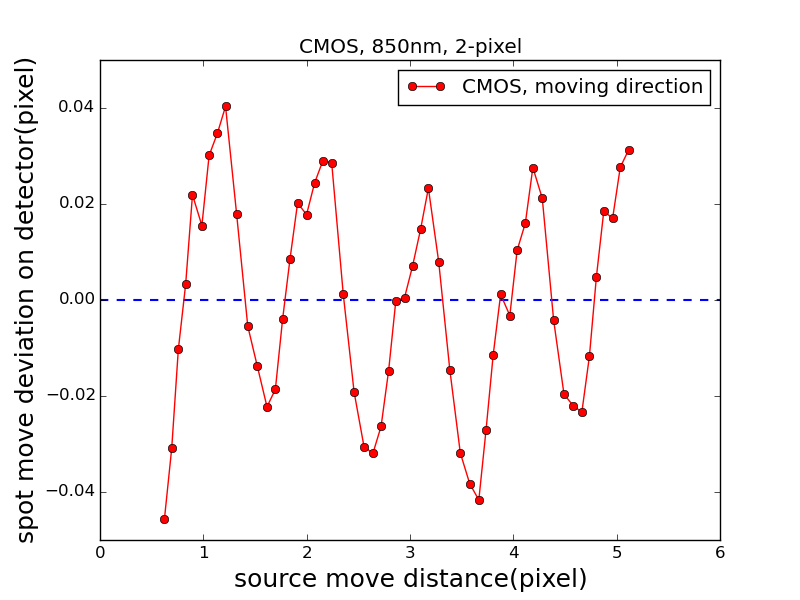 CMOS, 850nm, 2-pixel
CMOS, moving direction
spot move deviation on detector(pixel)
0.04
0.02
0.00
−0.02
−0.04
0 1 2 3 4 5 6
source move distance(pixel)